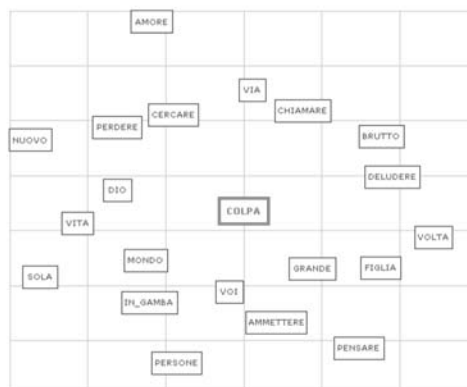 AMORE
VIA
CHIAMARE
CERCARE
PERDERE
BRUTTO
NUOVO
DELUDERE
DIO
COLPA
VITA
VOLTA
MONDO
GRANDE
FIGLIA
SOLA
VOI
IN_GAMBA
AMMETTERE
PENSARE
PERSONE